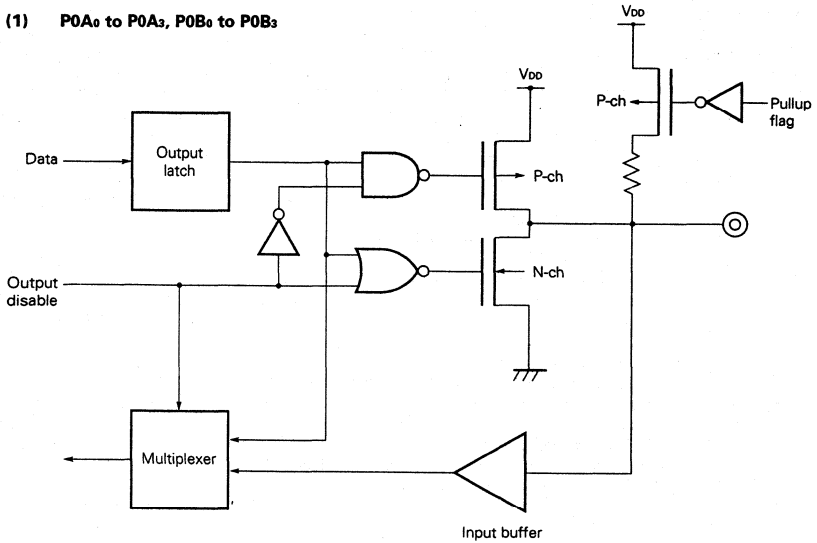 (1) P0A0 to P0A3, P0B0 to P0B3
VDD
P-ch
Pullup
flag
VDD
Data
Output
latch
P-ch
Output
disable
N-ch
Multiplexer
Input buffer